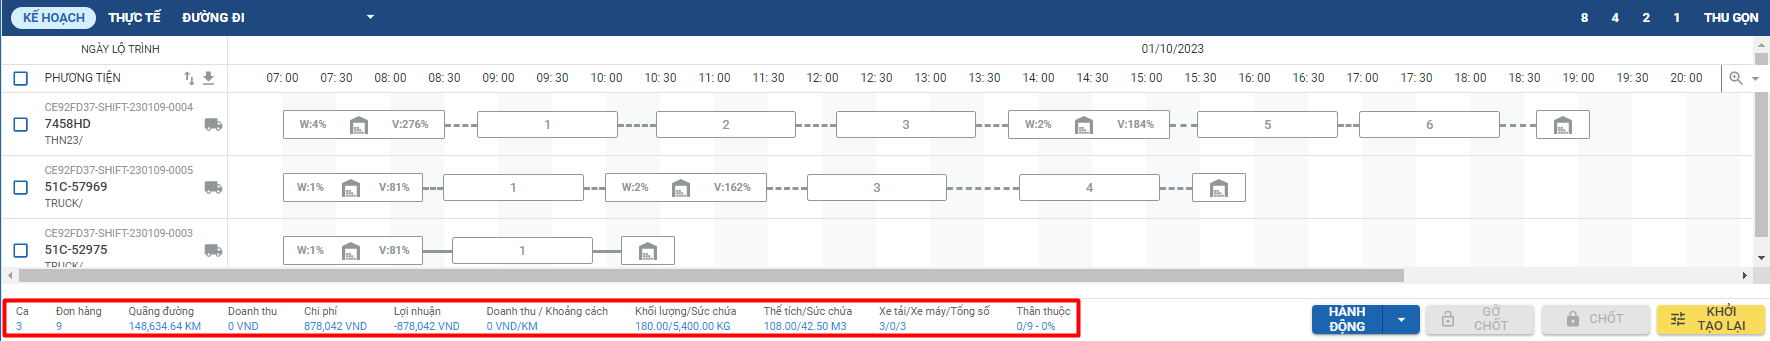 KẾ HOẠCH THỰC TẾ ĐƯỜNG ĐI 8 4 2 1 THU GỌN
NGÀY LỘ TRÌNH 01/10/2023
PHƯƠNG TIỆN 07: 00 07: 30 08: 00 08: 30 09: 00 09: 30 10: 00 10: 30 11: 00 11: 30 12: 00 12: 30 13: 00 13: 30 14: 00 14: 30 15: 00 15: 30 16: 00 16: 30 17: 00 17: 30 18: 00 18: 30 19: 00 19: 30 20: 00
CE92FD37-SHIFT-230109-0004
7458HD W:4% V:276% 1 2 3 W:2% V:184% 5 6
THN23/
CE92FD37-SHIFT-230109-0005
51C-57969 W:1% V:81% 1 W:2% V:162% 3 4
TRUCK/
CE92FD37-SHIFT-230109-0003
51C-52975 W:1% V:81% 1
TRUCK/
Ca Đơn hàng Quãng đường Doanh thu Chi phí Lợi nhuận Doanh thu / Khoảng cách Khối lượng/Sức chứa Thể tích/Sức chứa Xe tải/Xe máy/Tổng số Thân thuộc
3 9 148,634.64 KM 0 VND 878,042 VND -878,042 VND 0 VND/KM 180.00/5,400.00 KG 108.00/42.50 M3 3/0/3 0/9 - 0%
HÀNH
ĐỘNG
GỠ
CHỐT
CHỐT
KHỞI
TẠO LẠI